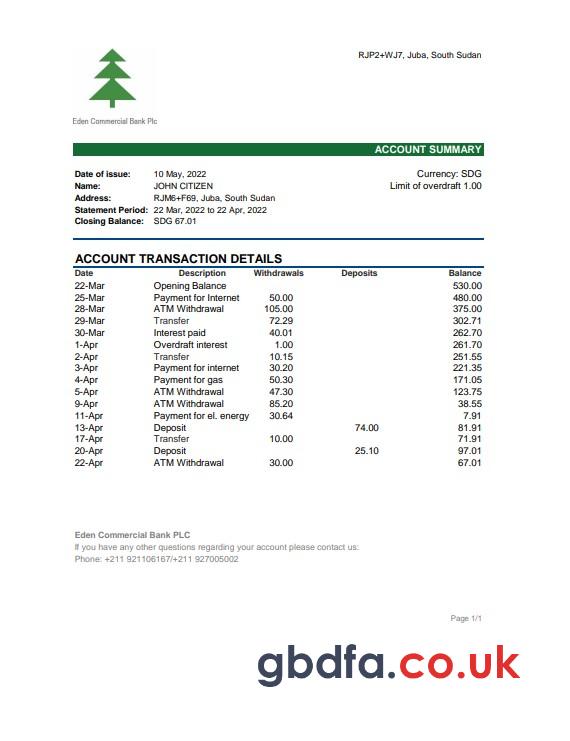 RJP2+WJ7, Juba, South Sudan
Eden Commercial Bank Plc
ACCOUNT SUMMARY
Date of issue: 10 May, 2022 Currency: SDG
Name: JOHN CITIZEN Limit of overdraft 1.00
Address: RJM6+F69, Juba, South Sudan
Statement Period: 22 Mar, 2022 to 22 Apr, 2022
Closing Balance: SDG 67.01
ACCOUNT TRANSACTION DETAILS
Date Description Withdrawals Deposits Balance
22-Mar Opening Balance 530.00
25-Mar Payment for Internet 50.00 480.00
28-Mar ATM Withdrawal 105.00 375.00
29-Mar Transfer 72.29 302.71
30-Mar Interest paid 40.01 262.70
1-Apr Overdraft interest 1.00 261.70
2-Apr Transfer 10.15 251.55
3-Apr Payment for internet 30.20 221.35
4-Apr Payment for gas 50.30 171.05
5-Apr ATM Withdrawal 47.30 123.75
9-Apr ATM Withdrawal 85.20 38.55
11-Apr Payment for el. energy 30.64 7.91
13-Apr Deposit 74.00 81.91
17-Apr Transfer 10.00 71.91
20-Apr Deposit 25.10 97.01
22-Apr ATM Withdrawal 30.00 67.01
Eden Commercial Bank PLC
If you have any other questions regarding your account please contact us:
Phone: +211 921106167/+211 927005002
Page 1/1
gbdfa.co.uk